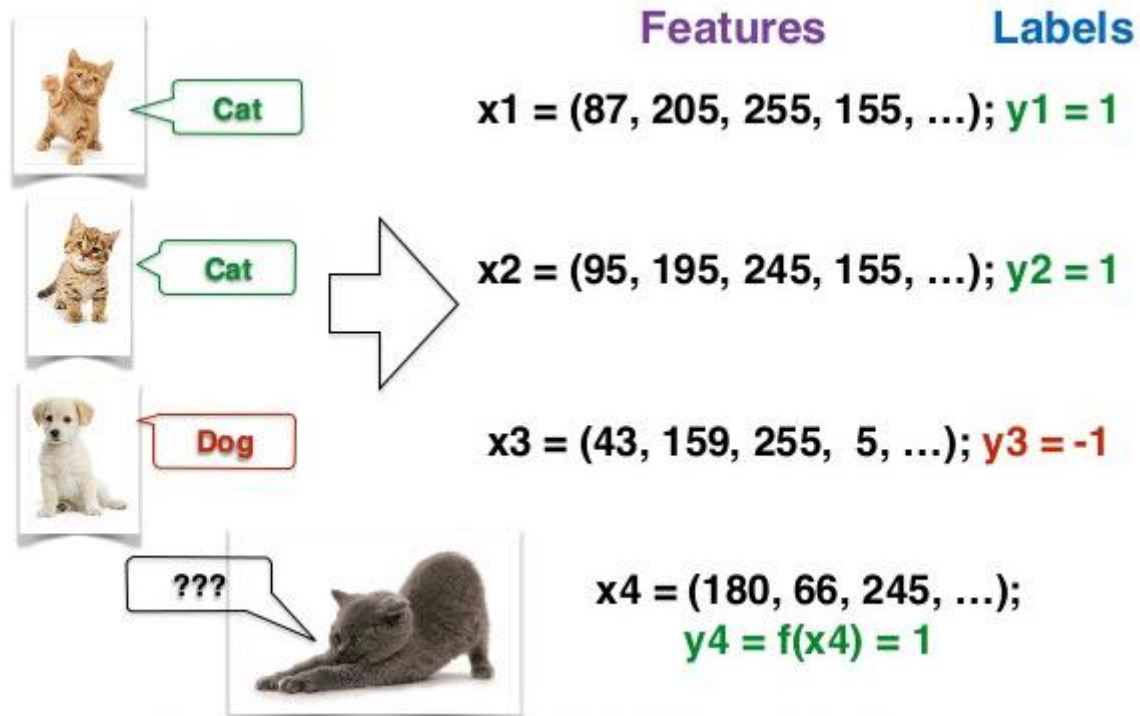 Features Labels
Cat
x1 = (87, 205, 255, 155, ...); y1 = 1
Cat
x2 = (95, 195, 245, 155, ...); y2 = 1
Dog
x3 = (43, 159, 255, 5, ...); y3 = -1
???
x4 = (180, 66, 245, ...);
y4 = f(x4) = 1